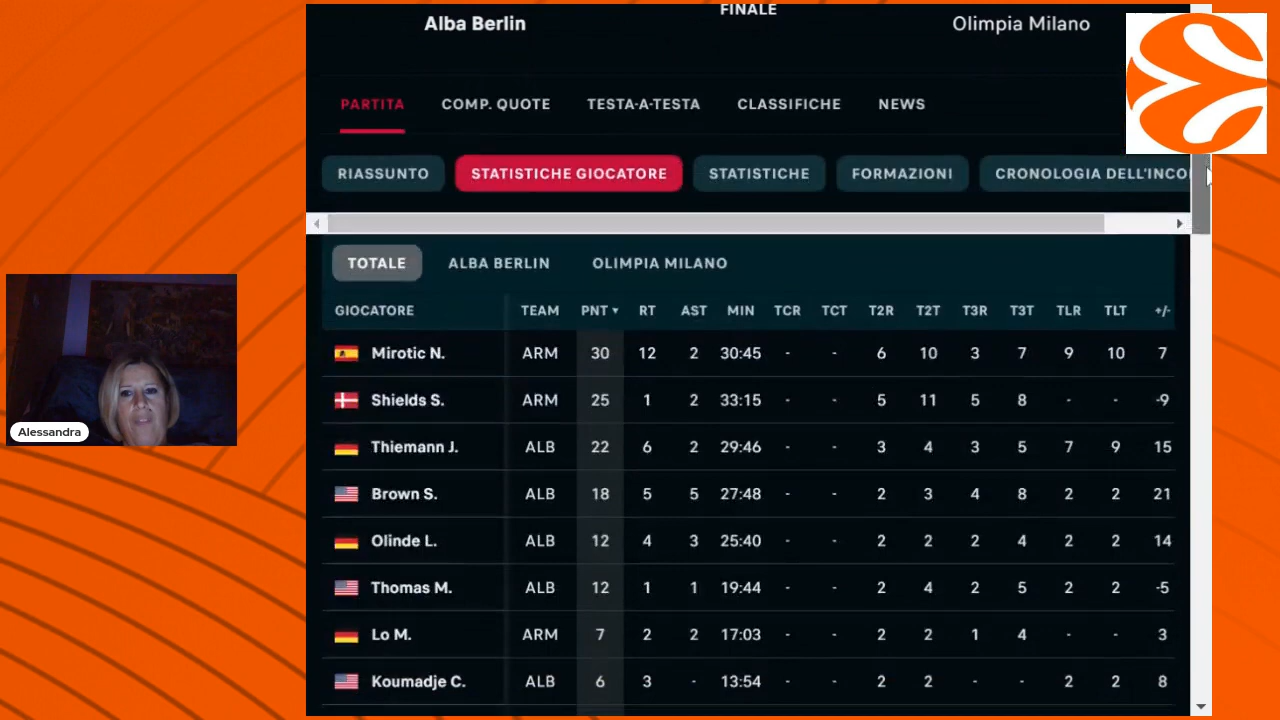 FINALE
Alba Berlin Olimpia Milano
PARTITA COMP. QUOTE TESTA-A-TESTA CLASSIFICHE NEWS
RIASSUNTO STATISTICHE GIOCATORE STATISTICHE FORMAZIONI CRONOLOGIA DELL'INCO
TOTALE ALBA BERLIN OLIMPIA MILANO
GIOCATORE TEAM PNT RT AST MIN TCR TCT T2R T2T T3R T3T TLR TLT +/-
Mirotic N. ARM 30 12 2 30:45 - - 6 10 3 7 9 10 7
Shields S. ARM 25 1 2 33:15 - - 5 11 5 8 - - -9
Thiemann J. ALB 22 6 2 29:46 - - 3 4 3 5 7 9 15
Brown S. ALB 18 5 5 27:48 - - 2 3 4 8 2 2 21
Olinde L. ALB 12 4 3 25:40 - - 2 2 2 4 2 2 14
Thomas M. ALB 12 1 1 19:44 - - 2 4 2 5 2 2 -5
Lo M. ARM 7 2 2 17:03 - - 2 2 1 4 - - 3
Koumadje C. ALB 6 3 - 13:54 - - 2 2 - - 2 2 8
Alessandra